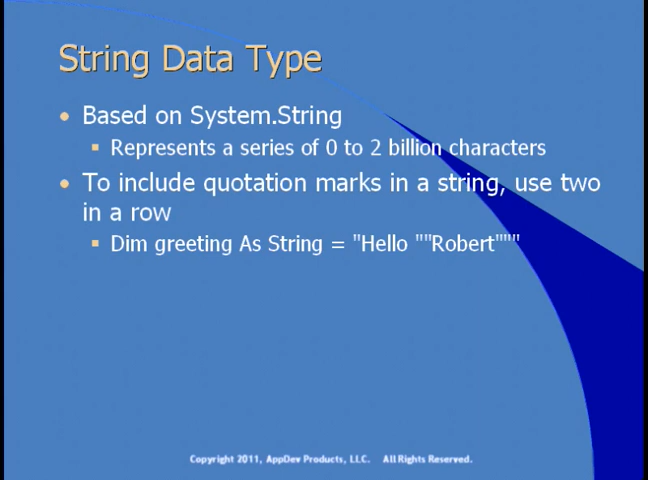 String Data Type
• Based on System.String
▪ Represents a series of 0 to 2 billion characters
• To include quotation marks in a string, use two
in a row
▪ Dim greeting As String = "Hello ""Robert"""
Copyright 2011, AppDev Products, LLC. All Rights Reserved.